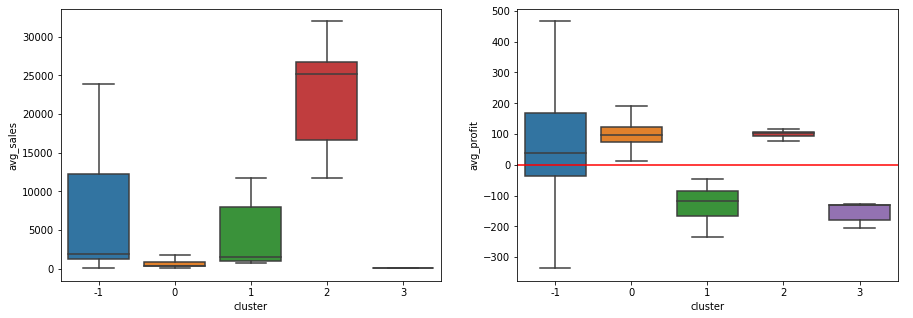 avg_sales
30000
25000
20000
15000
10000
5000
0
-1 0 1 2 3
cluster
avg_profit
500
400
300
200
100
0
−100
−200
−300
-1 0 1 2 3
cluster